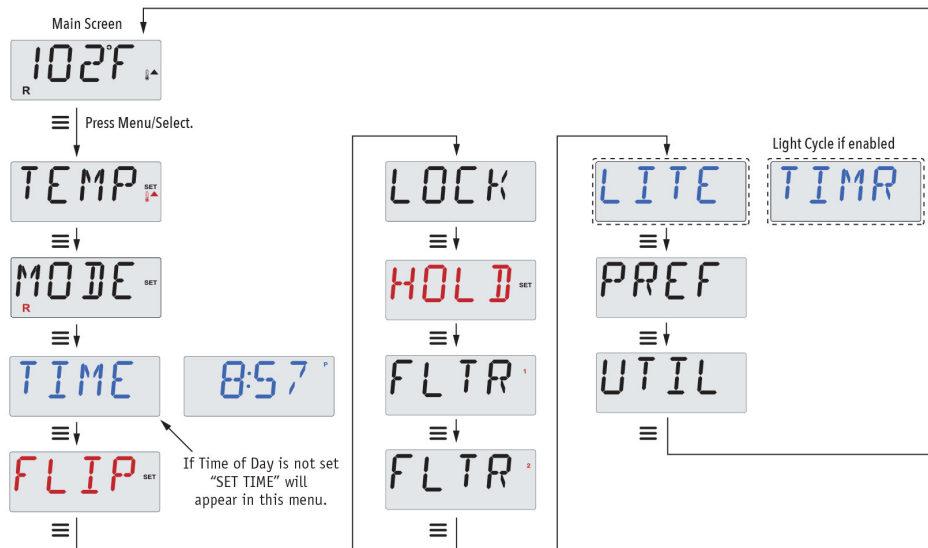 Main Screen
102°F
R
Press Menu/Select.
TEMP SET
MODE SET
R
TIME
8:57 P
FLIP SET
If Time of Day is not set
“SET TIME” will
appear in this menu.
LOCK
HOLD SET
FLTR 1
FLTR 2
Light Cycle if enabled
LITE
TIMR
PREF
UTIL